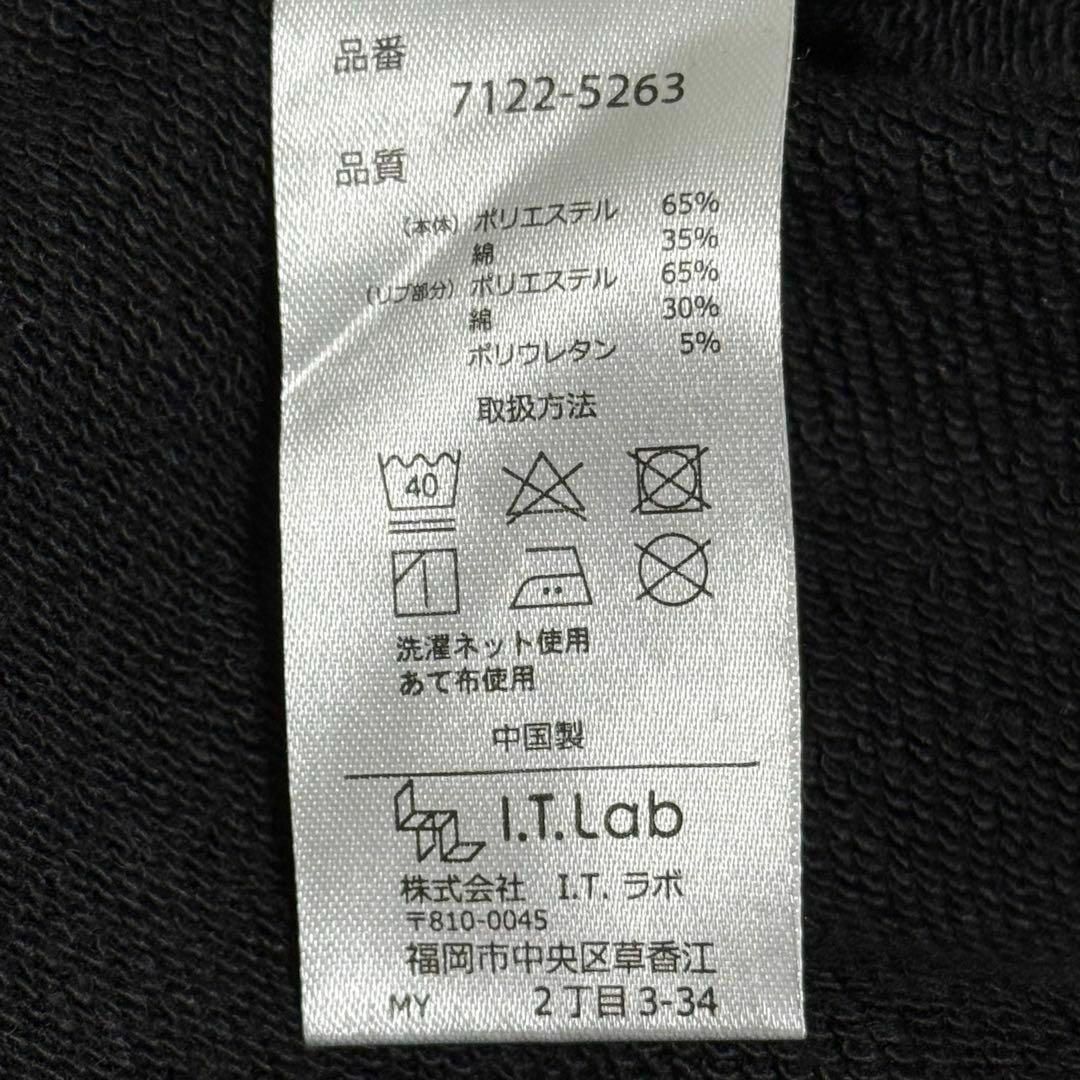 品番
7122-5263
品質
(本体) ポリエステル 65%
綿 35%
(リブ部分) ポリエステル 65%
綿 30%
ポリウレタン 5%
取扱方法
40
洗濯ネット使用
あて布使用
中国製
I.T.Lab
株式会社 I.T. ラボ
〒810-0045
福岡市中央区草香江
MY 2丁目3-34